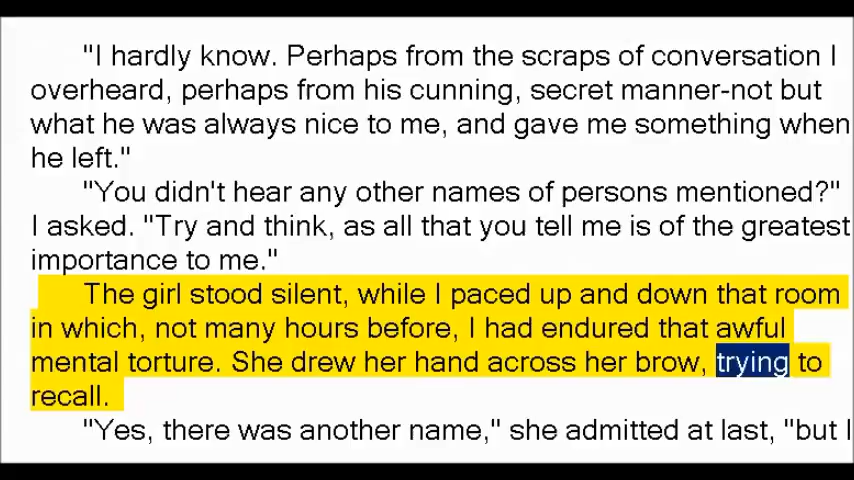 "I hardly know. Perhaps from the scraps of conversation I
overheard, perhaps from his cunning, secret manner-not but
what he was always nice to me, and gave me something when
he left."
"You didn't hear any other names of persons mentioned?"
I asked. "Try and think, as all that you tell me is of the greatest
importance to me."
The girl stood silent, while I paced up and down that room
in which, not many hours before, I had endured that awful
mental torture. She drew her hand across her brow, trying to
recall.
"Yes, there was another name," she admitted at last, "but I